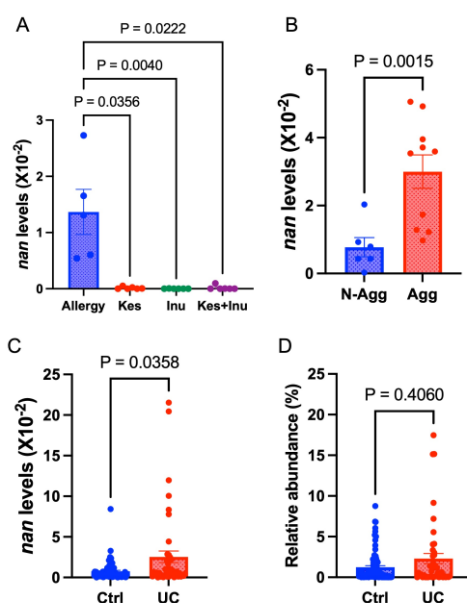 A
P = 0.0222
P = 0.0040
P = 0.0356
nan levels (X10-2)
3
2
1
0
Allergy Kes Inu Kes+Inu
B
P = 0.0015
nan levels (X10-2)
6
4
2
0
N-Agg Agg
C
P = 0.0358
nan levels (X10-2)
25
20
15
10
5
0
Ctrl UC
D
P = 0.4060
Relative abundance (%)
25
20
15
10
5
0
Ctrl UC